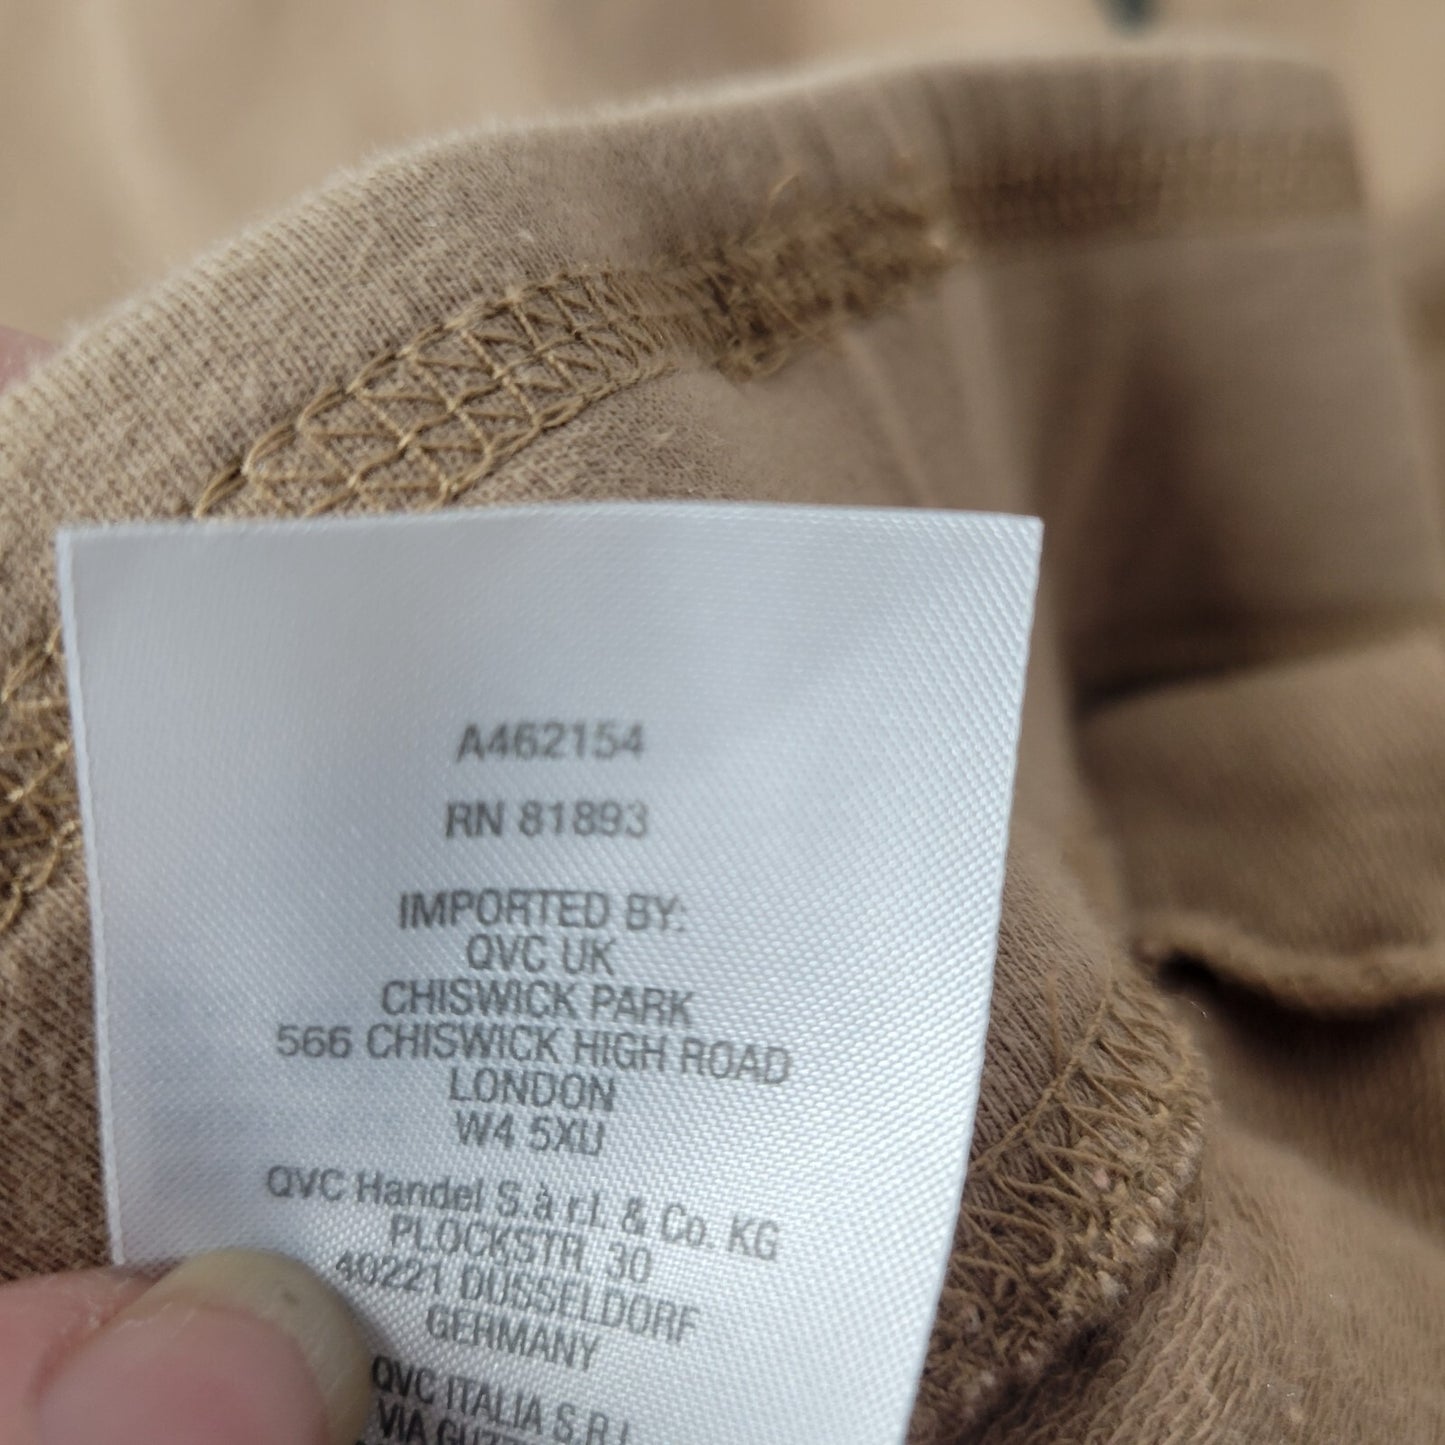 A462154
RN 81893
IMPORTED BY:
QVC UK
CHISWICK PARK
566 CHISWICK HIGH ROAD
LONDON
W4 5XU
QVC Handel S.à r.l. & Co. KG
PLOCKSTR. 30
40221 DUSSELDORF
GERMANY
QVC ITALIA S.R.L
VIA